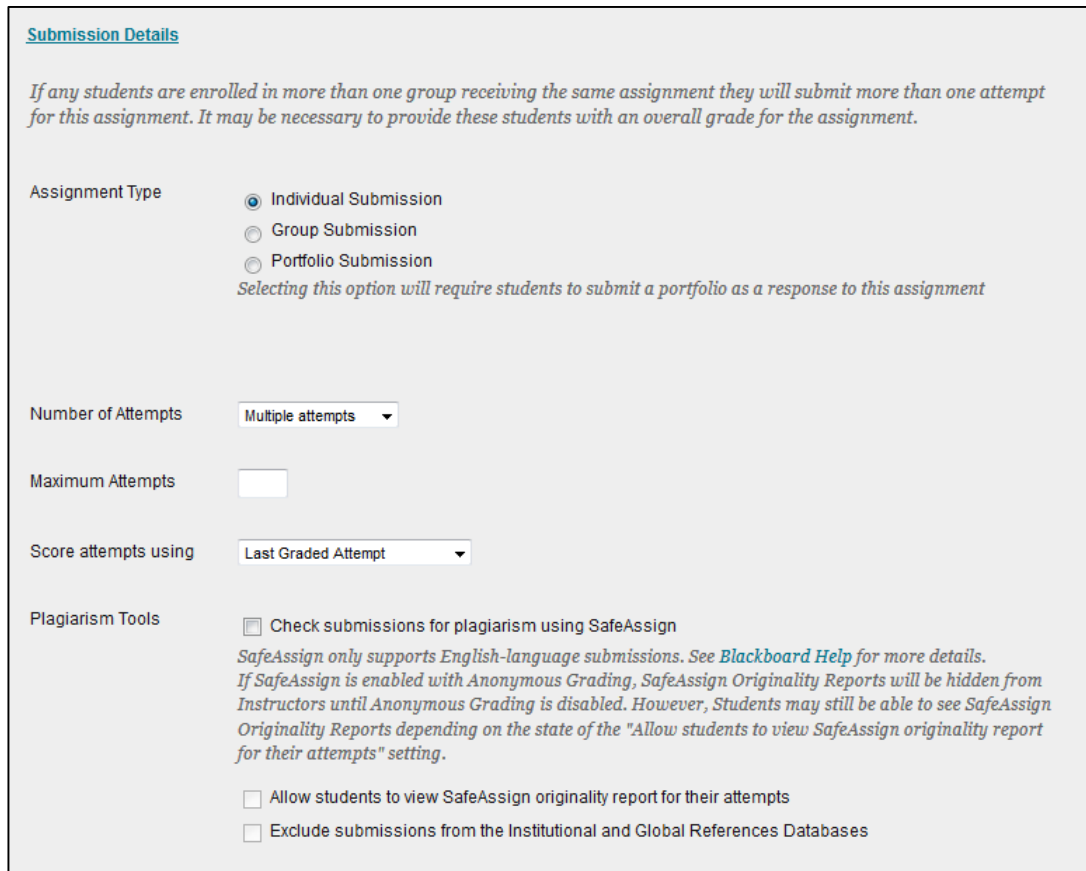 Submission Details
If any students are enrolled in more than one group receiving the same assignment they will submit more than one attempt
for this assignment. It may be necessary to provide these students with an overall grade for the assignment.
Assignment Type
Individual Submission
Group Submission
Portfolio Submission
Selecting this option will require students to submit a portfolio as a response to this assignment
Number of Attempts
Multiple attempts
Maximum Attempts
Score attempts using
Last Graded Attempt
Plagiarism Tools
Check submissions for plagiarism using SafeAssign
SafeAssign only supports English-language submissions. See Blackboard Help for more details.
If SafeAssign is enabled with Anonymous Grading, SafeAssign Originality Reports will be hidden from
Instructors until Anonymous Grading is disabled. However, Students may still be able to see SafeAssign
Originality Reports depending on the state of the "Allow students to view SafeAssign originality report
for their attempts" setting.
Allow students to view SafeAssign originality report for their attempts
Exclude submissions from the Institutional and Global References Databases